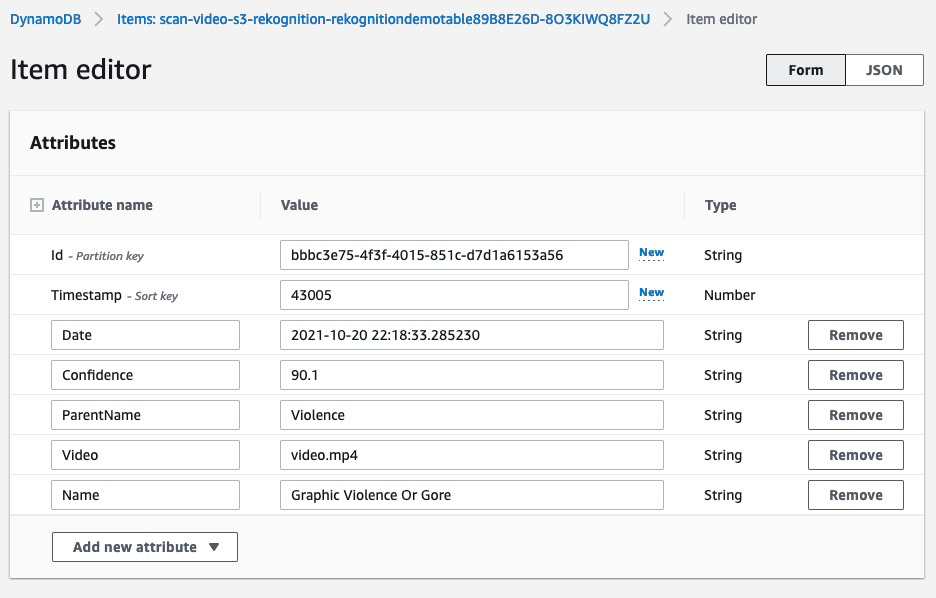 DynamoDB > Items: scan-video-s3-rekognition-rekognitiondemotable89B8E26D-8O3KIWQ8FZ2U > Item editor
Item editor
Form JSON
Attributes
Attribute name Value Type
Id - Partition key bbbc3e75-4f3f-4015-851c-d7d1a6153a56 New String
Timestamp - Sort key 43005 New Number
Date 2021-10-20 22:18:33.285230 String Remove
Confidence 90.1 String Remove
ParentName Violence String Remove
Video video.mp4 String Remove
Name Graphic Violence Or Gore String Remove
Add new attribute ▼